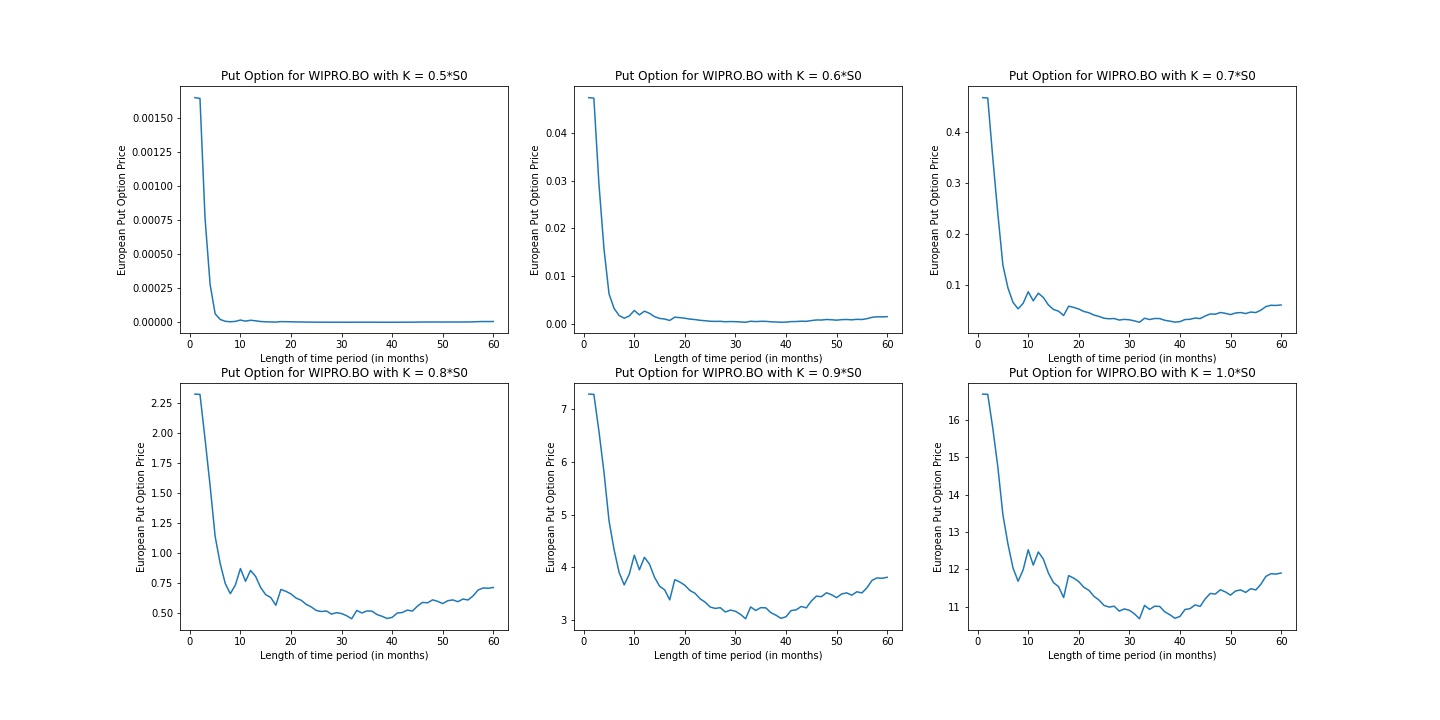 Put Option for WIPRO.BO with K = 0.5*S0
European Put Option Price
0.00150
0.00125
0.00100
0.00075
0.00050
0.00025
0.00000
0 10 20 30 40 50 60
Length of time period (in months)
Put Option for WIPRO.BO with K = 0.6*S0
European Put Option Price
0.04
0.03
0.02
0.01
0.00
0 10 20 30 40 50 60
Length of time period (in months)
Put Option for WIPRO.BO with K = 0.7*S0
European Put Option Price
0.4
0.3
0.2
0.1
0 10 20 30 40 50 60
Length of time period (in months)
Put Option for WIPRO.BO with K = 0.8*S0
European Put Option Price
2.25
2.00
1.75
1.50
1.25
1.00
0.75
0.50
0 10 20 30 40 50 60
Length of time period (in months)
Put Option for WIPRO.BO with K = 0.9*S0
European Put Option Price
7
6
5
4
3
0 10 20 30 40 50 60
Length of time period (in months)
Put Option for WIPRO.BO with K = 1.0*S0
European Put Option Price
16
15
14
13
12
11
0 10 20 30 40 50 60
Length of time period (in months)